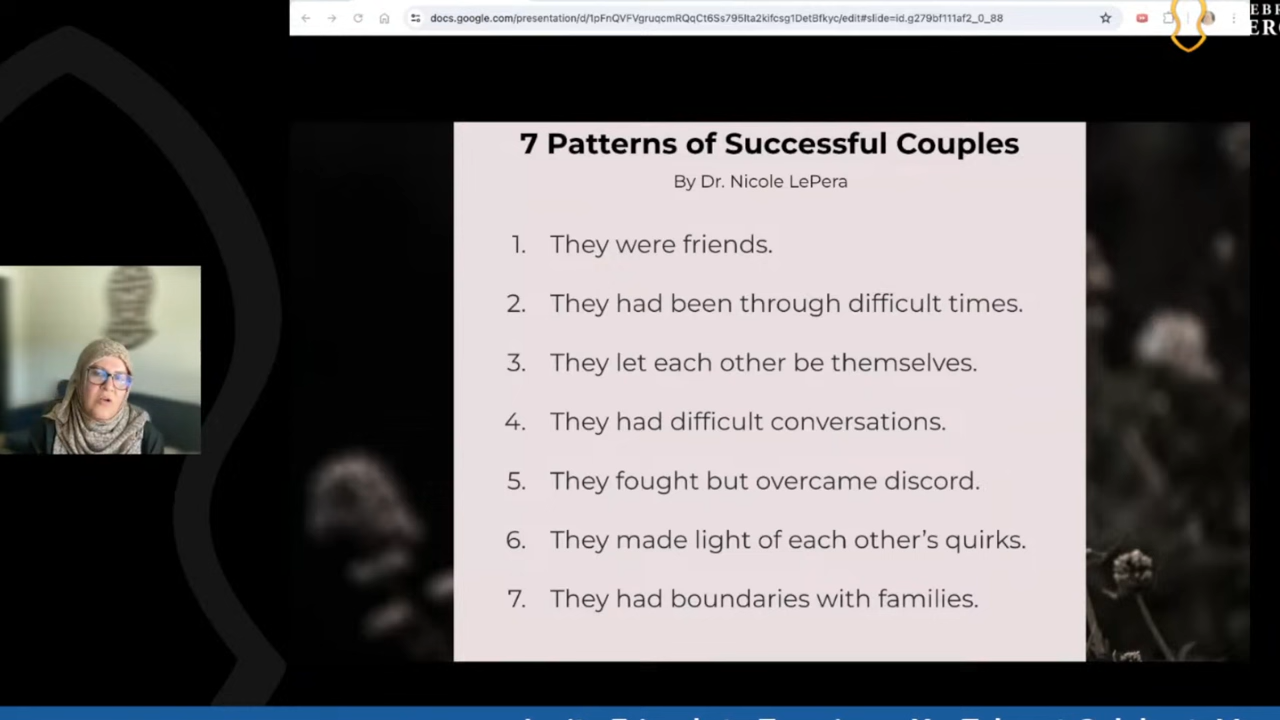 docs.google.com/presentation/d/1pFnQVFVgruqcmRQqCt6Ss795Ita2kifcsg1DetBfkyc/edit#slide=id.g279bf111af2_0_88
7 Patterns of Successful Couples
By Dr. Nicole LePera
1. They were friends.
2. They had been through difficult times.
3. They let each other be themselves.
4. They had difficult conversations.
5. They fought but overcame discord.
6. They made light of each other's quirks.
7. They had boundaries with families.